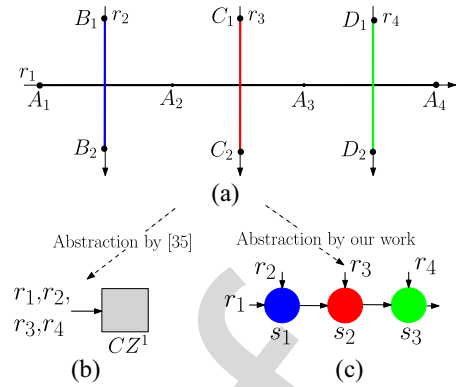 B₁ r₂ C₁ r₃ D₁ r₄
r₁
A₁ A₂ A₃ A₄
B₂ C₂ D₂
(a)
Abstraction by [35] Abstraction by our work
r₁,r₂,
r₃,r₄
CZ¹
r₂ r₃ r₄
r₁
s₁ s₂ s₃
(b) (c)